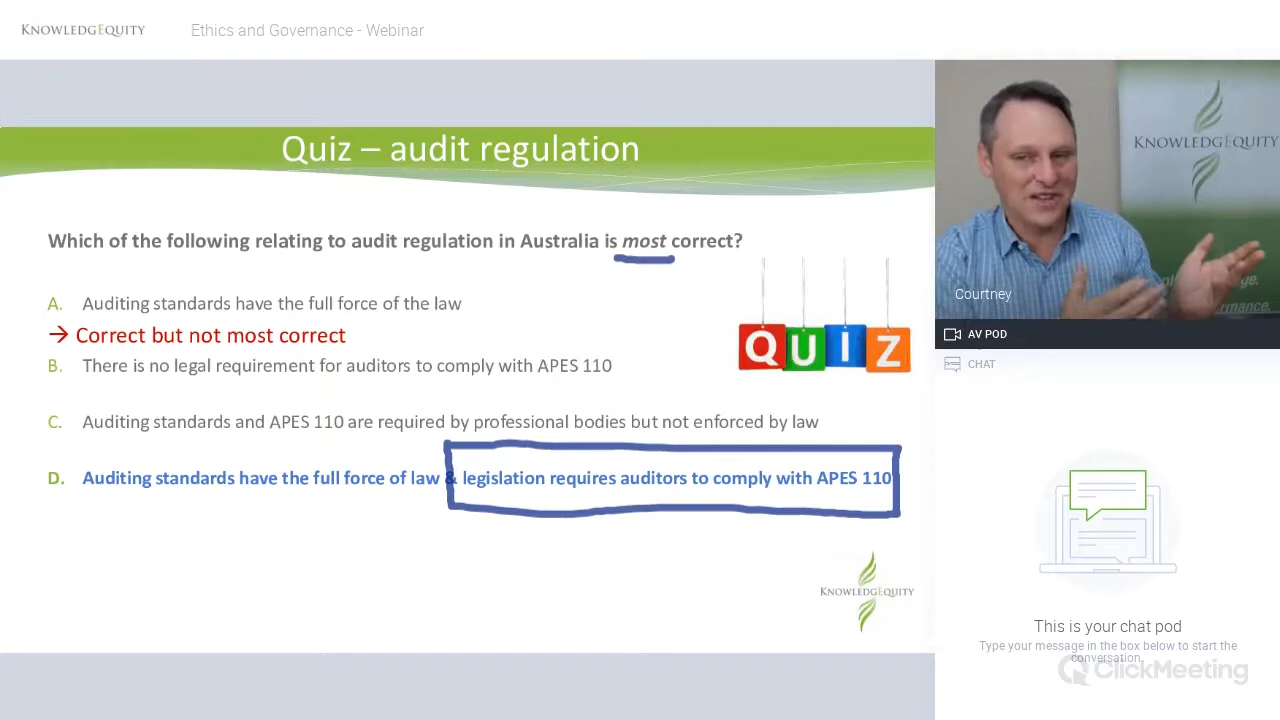 KNOWLEDGEQUITY
Ethics and Governance - Webinar
Quiz – audit regulation
Which of the following relating to audit regulation in Australia is most correct?
A. Auditing standards have the full force of the law
→ Correct but not most correct
B. There is no legal requirement for auditors to comply with APES 110
C. Auditing standards and APES 110 are required by professional bodies but not enforced by law
D. Auditing standards have the full force of law & legislation requires auditors to comply with APES 110
QUIZ
KNOWLEDGEQUITY
KNOWLEDGEQUITY
Courtney
AV POD
CHAT
This is your chat pod
Type your message in the box below to start the
conversation.
ClickMeeting